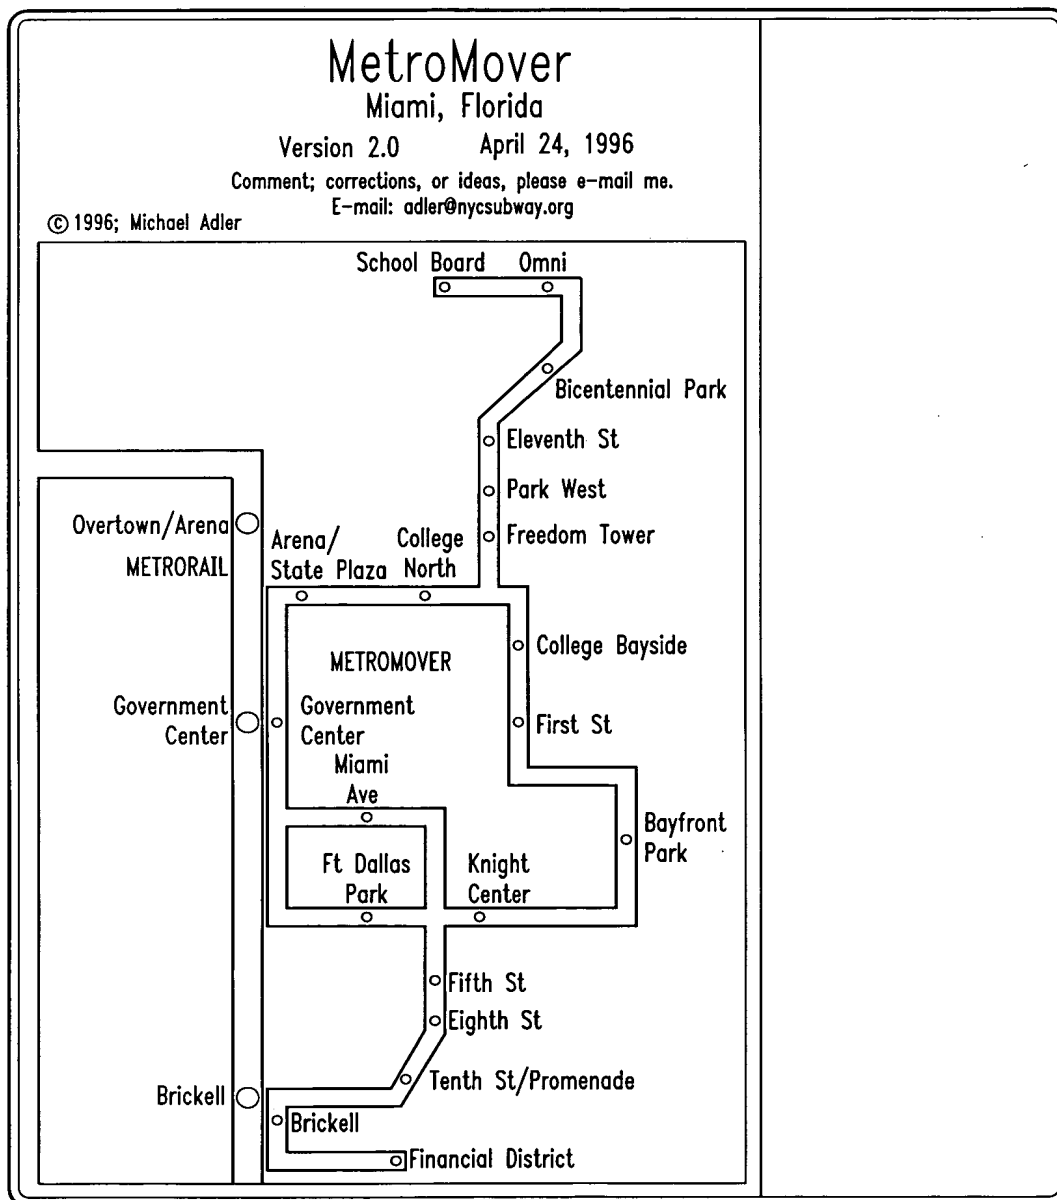 MetroMover
Miami, Florida
Version 2.0 April 24, 1996
Comment; corrections, or ideas, please e-mail me.
E-mail: adler@nycsubway.org
© 1996; Michael Adler
School Board Omni
Bicentennial Park
Eleventh St
Park West
Freedom Tower
Overtown/Arena
METRORAIL
Arena/
State Plaza
College
North
College Bayside
METROMOVER
Government
Center
Government
Center
First St
Miami
Ave
Bayfront
Park
Ft Dallas
Park
Knight
Center
Fifth St
Eighth St
Tenth St/Promenade
Brickell
Brickell
Financial District